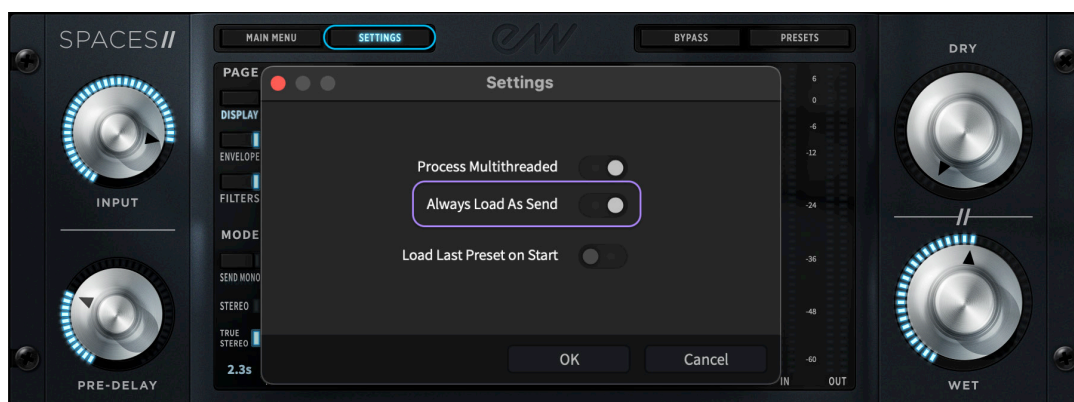 SPACES//
MAIN MENU
SETTINGS
EW
BYPASS
PRESETS
DRY
INPUT
PRE-DELAY
PAGE
DISPLAY
ENVELOPE
FILTERS
MODE
SEND MONO
STEREO
TRUE
STEREO
2.3s
Settings
Process Multithreaded
Always Load As Send
Load Last Preset on Start
OK
Cancel
6
0
-6
-12
-24
-36
-48
-60
IN
OUT
//
WET